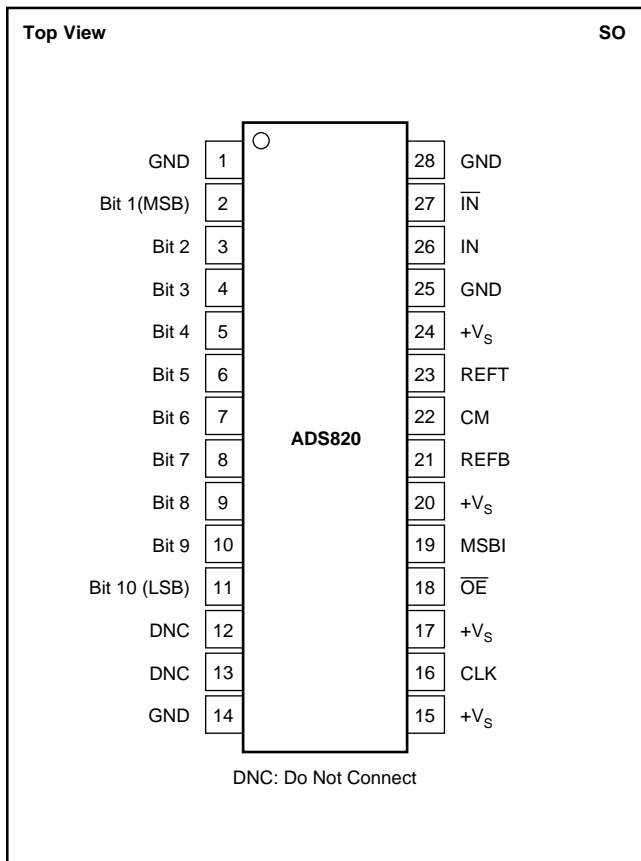 Top View SO
GND 1 28 GND
Bit 1(MSB) 2 27 I̅N̅
Bit 2 3 26 IN
Bit 3 4 25 GND
Bit 4 5 24 +VS
Bit 5 6 23 REFT
Bit 6 7 22 CM
ADS820
Bit 7 8 21 REFB
Bit 8 9 20 +VS
Bit 9 10 19 MSBI
Bit 10 (LSB) 11 18 O̅E̅
DNC 12 17 +VS
DNC 13 16 CLK
GND 14 15 +VS
DNC: Do Not Connect